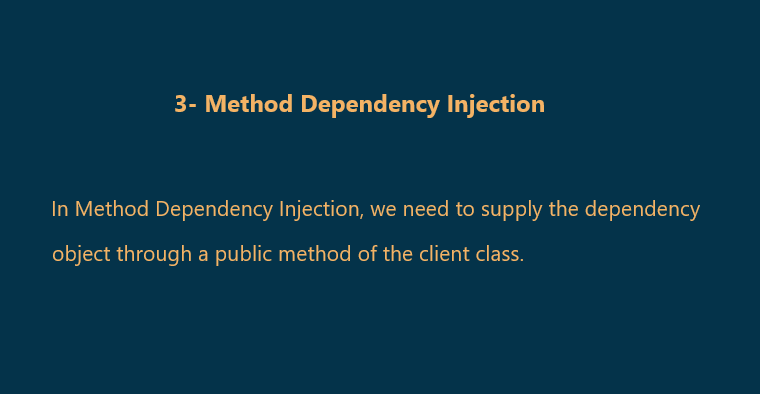 3- Method Dependency Injection
In Method Dependency Injection, we need to supply the dependency
object through a public method of the client class.